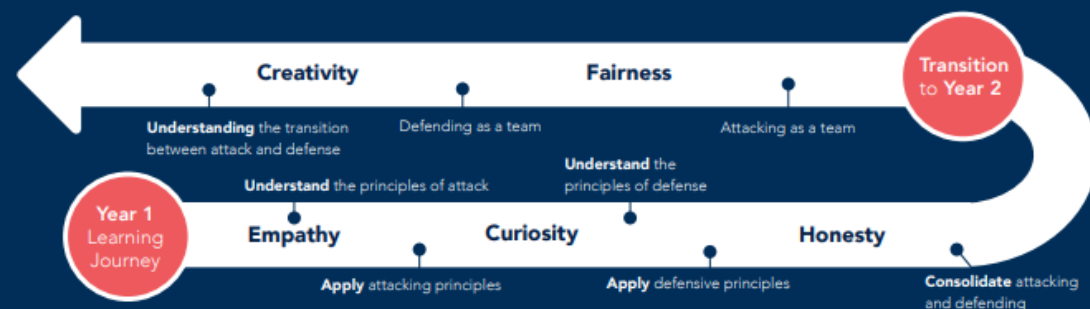 Creativity
Fairness
Transition
to Year 2
Understanding the transition
between attack and defense
Defending as a team
Attacking as a team
Understand the principles of attack
Understand the
principles of defense
Year 1
Learning
Journey
Empathy
Curiosity
Honesty
Apply attacking principles
Apply defensive principles
Consolidate attacking
and defending